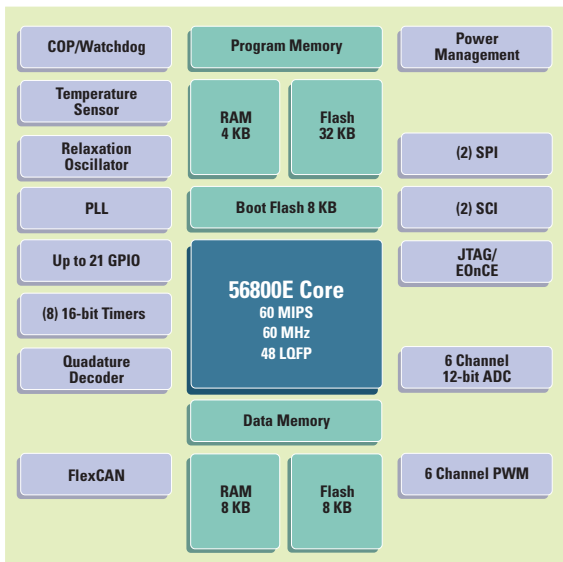 COP/Watchdog
Temperature
Sensor
Relaxation
Oscillator
PLL
Up to 21 GPIO
(8) 16-bit Timers
Quadature
Decoder
FlexCAN
Program Memory
RAM
4 KB
Flash
32 KB
Boot Flash 8 KB
56800E Core
60 MIPS
60 MHz
48 LQFP
Data Memory
RAM
8 KB
Flash
8 KB
Power
Management
(2) SPI
(2) SCI
JTAG/
EOnCE
6 Channel
12-bit ADC
6 Channel PWM